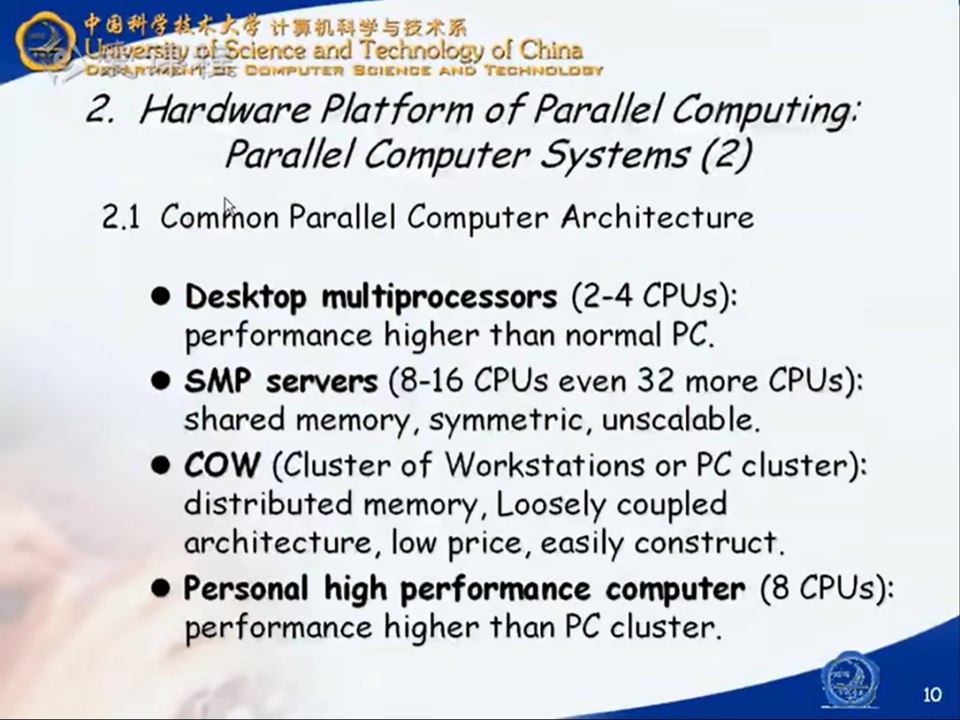 中国科学技术大学 计算机科学与技术系
University of Science and Technology of China
DEPARTMENT OF COMPUTER SCIENCE AND TECHNOLOGY
2. Hardware Platform of Parallel Computing:
Parallel Computer Systems (2)
2.1 Common Parallel Computer Architecture
● Desktop multiprocessors (2-4 CPUs):
performance higher than normal PC.
● SMP servers (8-16 CPUs even 32 more CPUs):
shared memory, symmetric, unscalable.
● COW (Cluster of Workstations or PC cluster):
distributed memory, Loosely coupled
architecture, low price, easily construct.
● Personal high performance computer (8 CPUs):
performance higher than PC cluster.
10